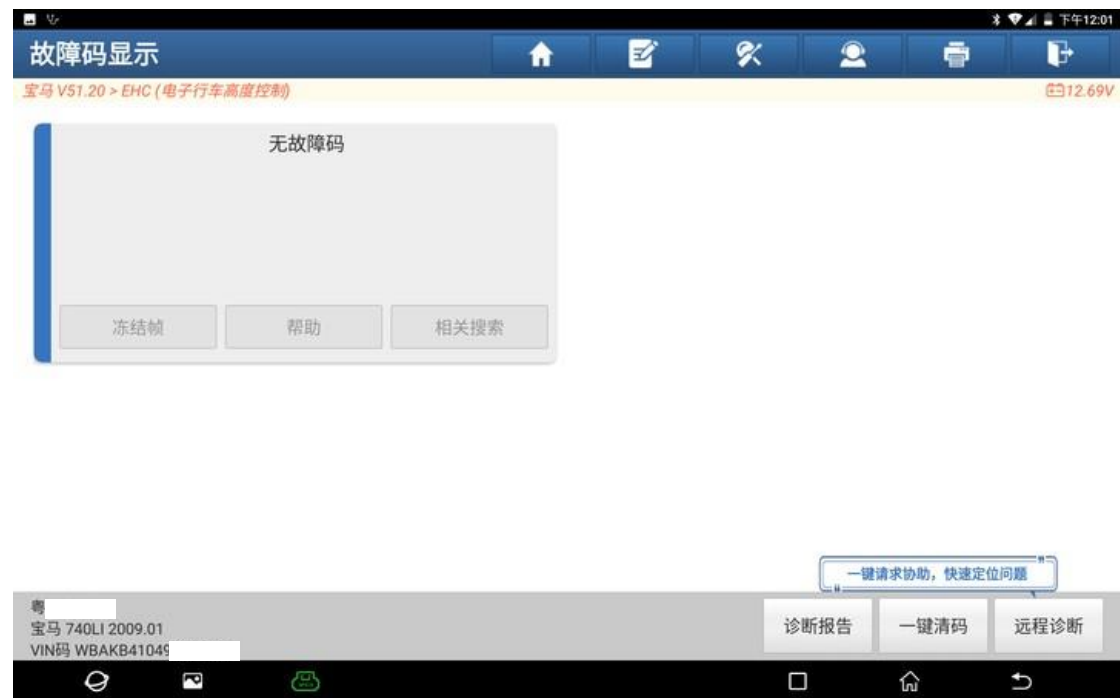 下午12:01
故障码显示
宝马 V51.20 > EHC (电子行车高度控制)
12.69V
无故障码
冻结帧 帮助 相关搜索
一键请求协助，快速定位问题
粤
宝马 740LI 2009.01
VIN码 WBAKB41049
诊断报告 一键清码 远程诊断